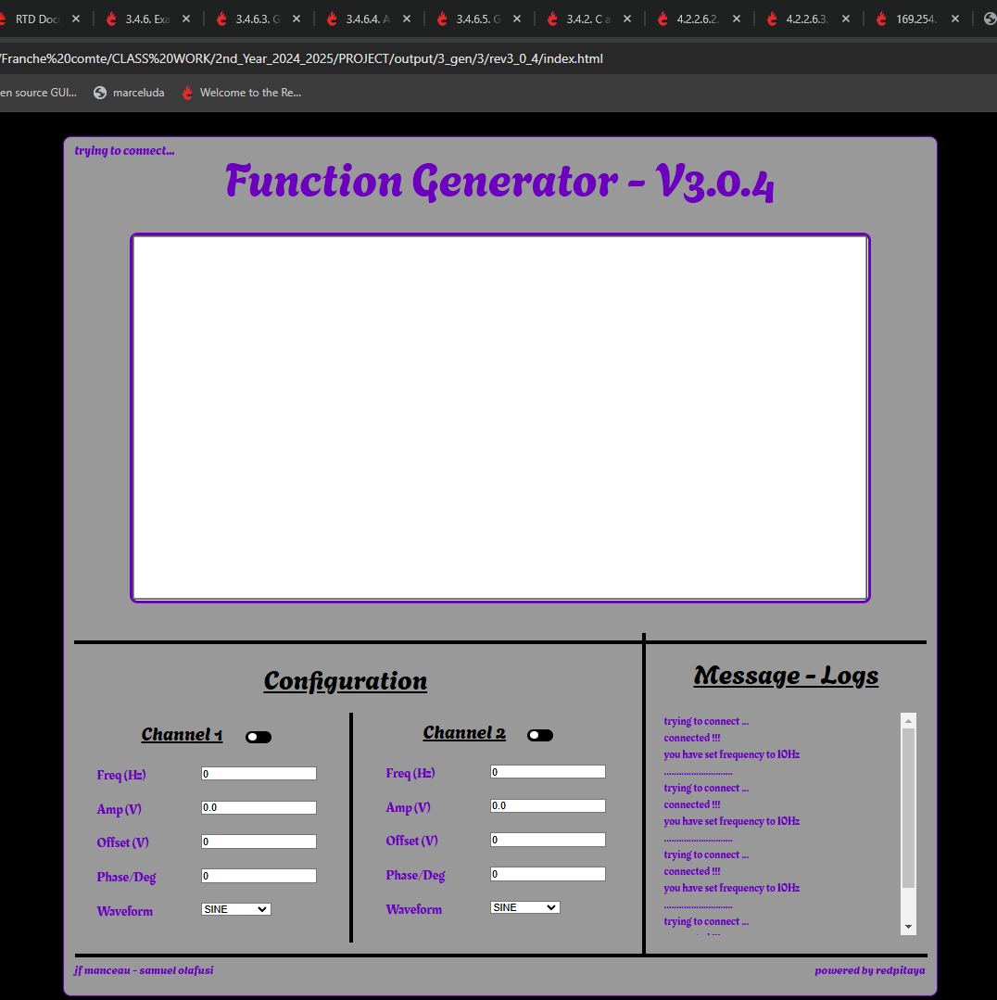 RTD Doc
3.4.6. Exa
3.4.6.3. G
3.4.6.4. A
3.4.6.5. G
3.4.2. C a
4.2.2.6.2.
4.2.2.6.3.
169.254.
/Franche%20comte/CLASS%20WORK/2nd_Year_2024_2025/PROJECT/output/3_gen/3/rev3_0_4/index.html
en source GUI...
marceluda
Welcome to the Re...
trying to connect...
Function Generator - V3.0.4
Configuration
Message - Logs
Channel 1
Freq (Hz)
0
Amp (V)
0.0
Offset (V)
0
Phase/Deg
0
Waveform
SINE
Channel 2
Freq (Hz)
0
Amp (V)
0.0
Offset (V)
0
Phase/Deg
0
Waveform
SINE
trying to connect ...
connected !!!
you have set frequency to 10Hz
............................
trying to connect ...
connected !!!
you have set frequency to 10Hz
............................
trying to connect ...
connected !!!
you have set frequency to 10Hz
............................
trying to connect ...
jf manceau - samuel olafusi
powered by redpitaya